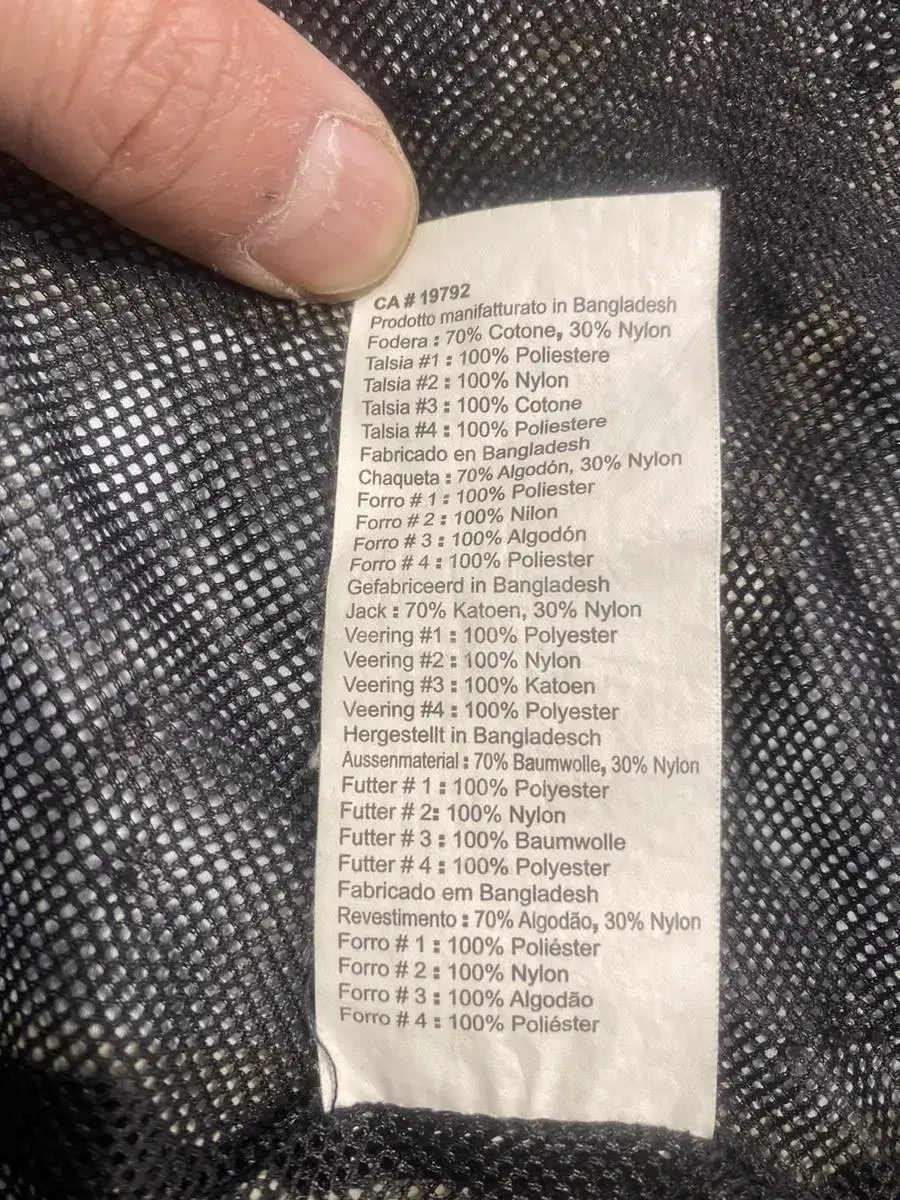 CA # 19792
Prodotto manifatturato in Bangladesh
Fodera : 70% Cotone, 30% Nylon
Talsia #1 : 100% Poliestere
Talsia #2 : 100% Nylon
Talsia #3 : 100% Cotone
Talsia #4 : 100% Poliestere
Fabricado en Bangladesh
Chaqueta : 70% Algodón, 30% Nylon
Forro # 1 : 100% Poliester
Forro # 2 : 100% Nilon
Forro # 3 : 100% Algodón
Forro # 4 : 100% Poliester
Gefabriceerd in Bangladesh
Jack : 70% Katoen, 30% Nylon
Veering #1 : 100% Polyester
Veering #2 : 100% Nylon
Veering #3 : 100% Katoen
Veering #4 : 100% Polyester
Hergestellt in Bangladesch
Aussenmaterial : 70% Baumwolle, 30% Nylon
Futter # 1 : 100% Polyester
Futter # 2: 100% Nylon
Futter # 3 : 100% Baumwolle
Futter # 4 : 100% Polyester
Fabricado em Bangladesh
Revestimento : 70% Algodão, 30% Nylon
Forro # 1 : 100% Poliéster
Forro # 2 : 100% Nylon
Forro # 3 : 100% Algodão
Forro # 4 : 100% Poliéster